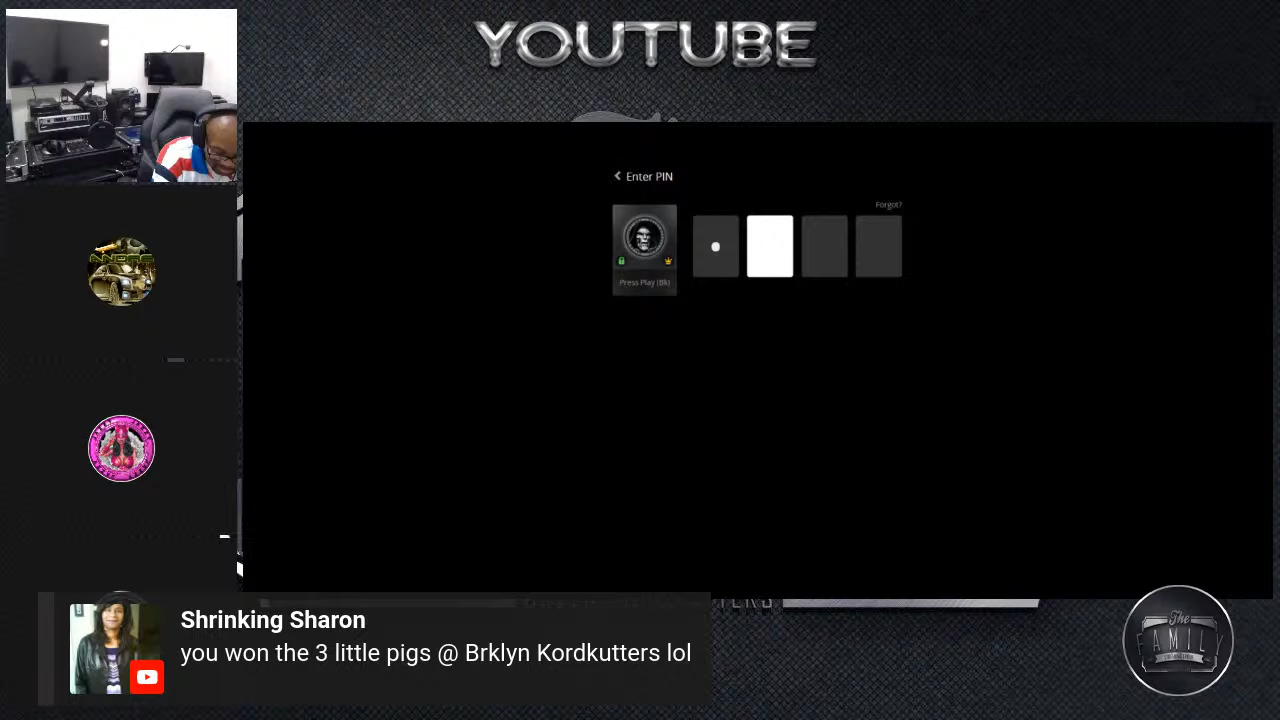 YOUTUBE
ANDRE
Enter PIN
Forgot?
Press Play (Bk)
Shrinking Sharon
you won the 3 little pigs @ Brklyn Kordkutters lol
The
FAMILY